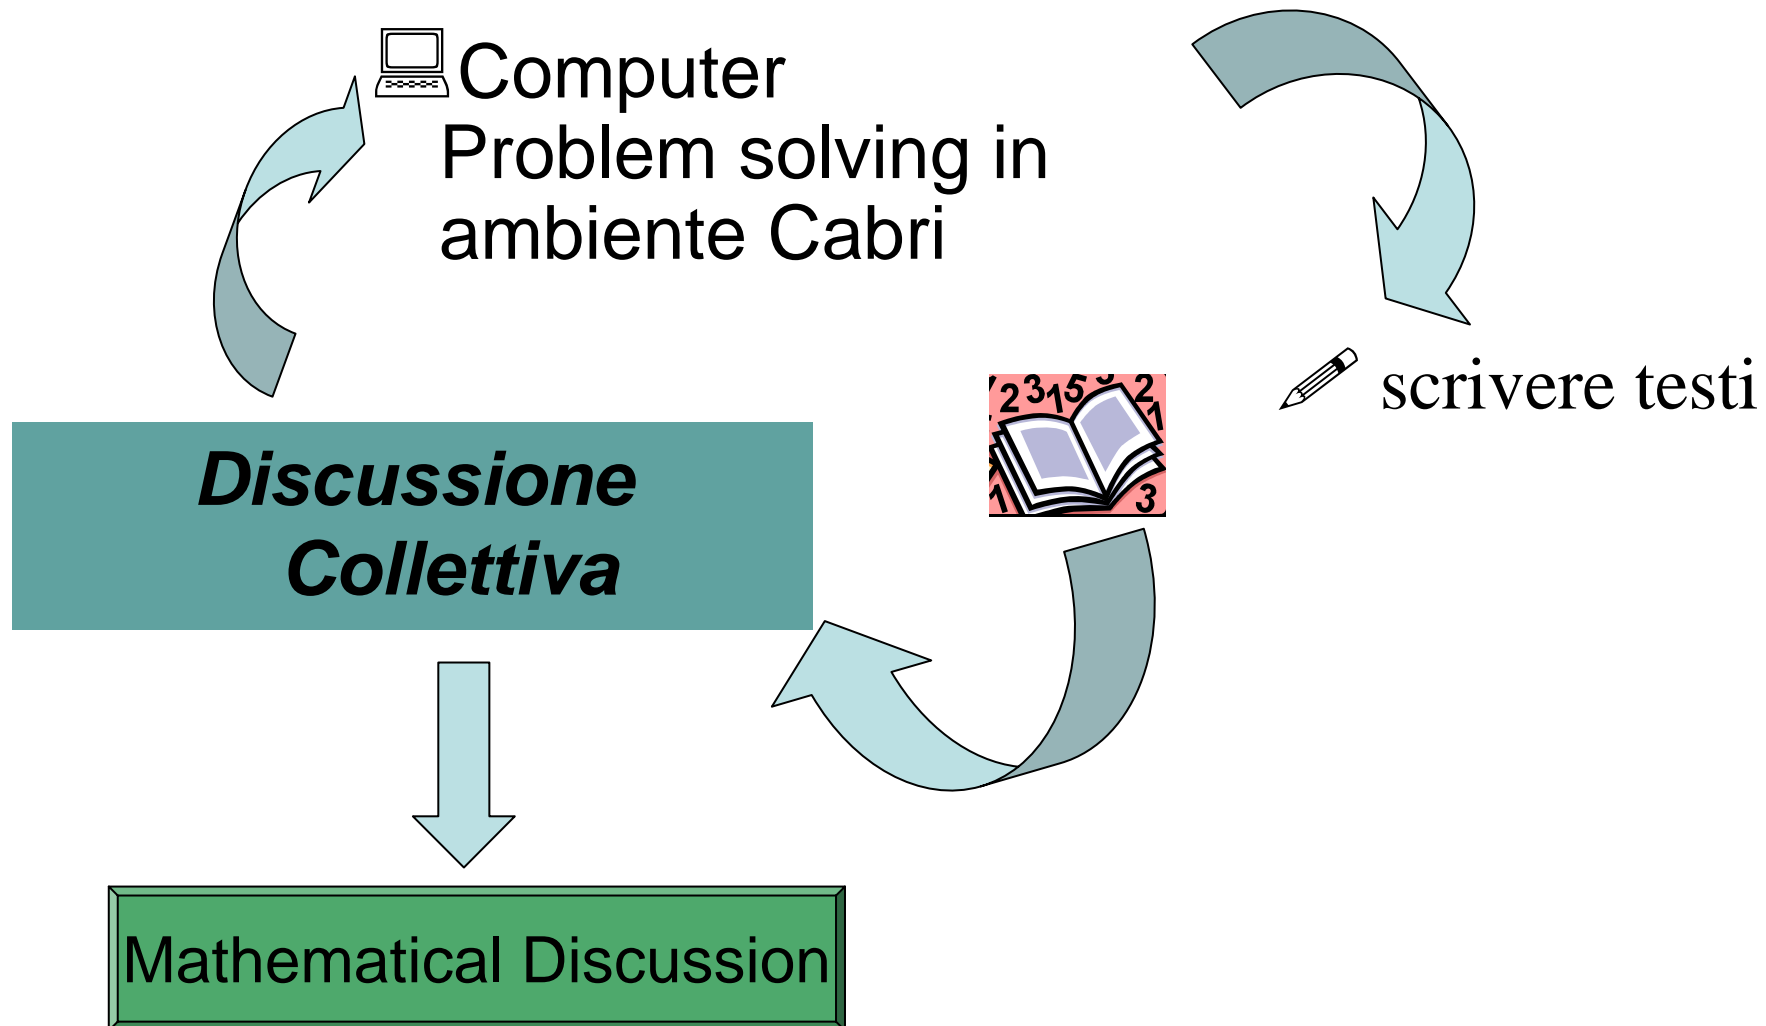 Computer
Problem solving in
ambiente Cabri
scrivere testi
Discussione
Collettiva
Mathematical Discussion